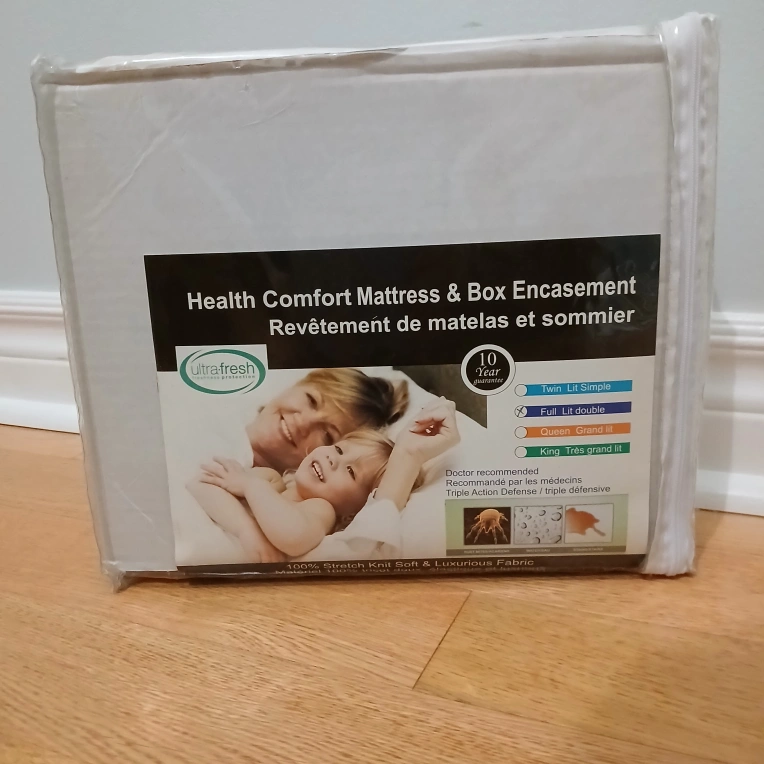 Health Comfort Mattress & Box Encasement
Revêtement de matelas et sommier
ultra-fresh
10
Year
guarantee
Twin Lit Simple
Full Lit double
Queen Grand lit
King Très grand lit
Doctor recommended
Recommandé par les médecins
Triple Action Defense / triple défensive
100% Stretch Knit Soft & Luxurious Fabric